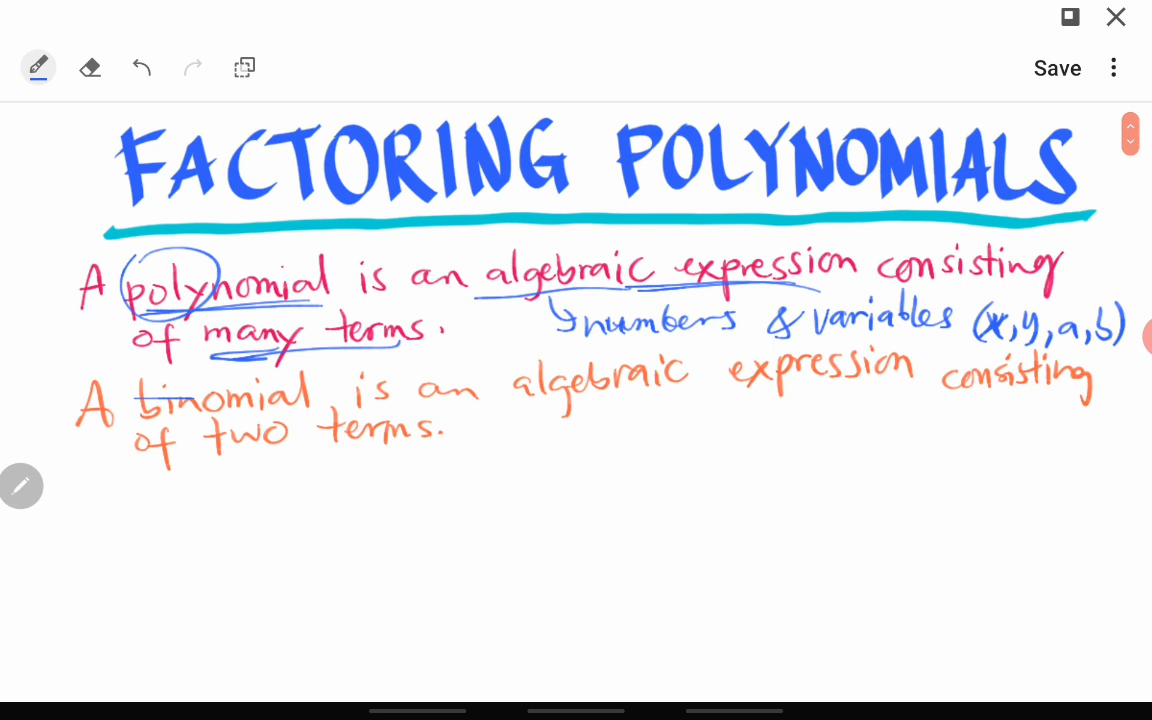 Save
FACTORING POLYNOMIALS
A polynomial is an algebraic expression consisting
of many terms.
numbers & variables (x, y, a, b)
A binomial is an algebraic expression consisting
of two terms.